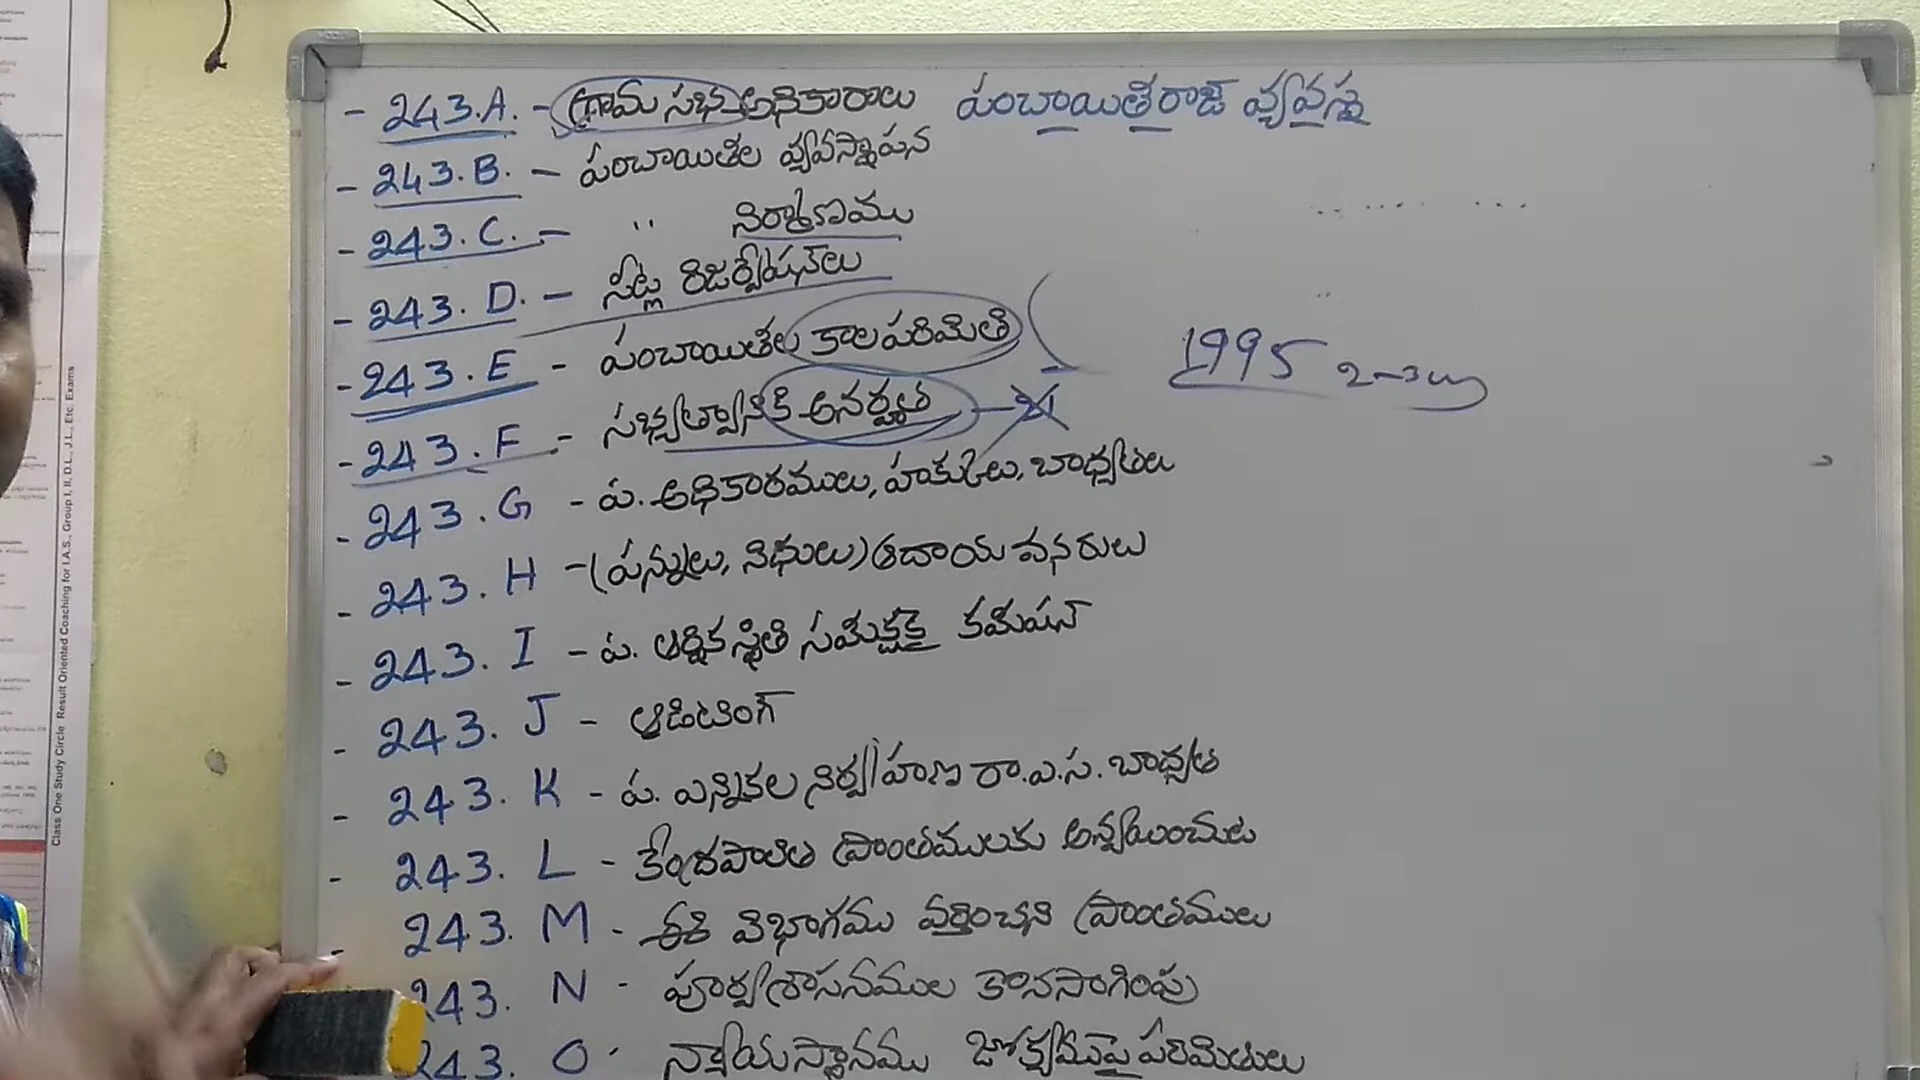 - 243.A. - గ్రామ సభ అధికారాలు పంచాయితీరాజ్ వ్యవస్థ
- 243.B. - పంచాయితీల వ్యవస్థాపన
- 243.C. - " నిర్మాణము
- 243.D. - సీట్ల రిజర్వేషన్‌లు
- 243.E - పంచాయితీల కాలపరిమితి
1995
- 243.F - సభ్యత్వానికి అనర్హత - 21
- 243.G - పం. అధికారములు, హక్కులు, బాధ్యతలు
- 243.H - (పన్నులు, నిధులు) ఆదాయ వనరులు
- 243.I - పం. ఆర్థిక స్థితి సమీక్షకై కమీషన్
- 243.J - ఆడిటింగ్
- 243.K - పం. ఎన్నికల నిర్వహణ రా.ఎ.స. బాధ్యత
- 243.L - కేంద్రపాలిత ప్రాంతములకు అన్వయించుట
- 243.M - ఈ విభాగము వర్తించని ప్రాంతములు
243.N - పూర్వ శాసనముల కొనసాగింపు
243.O - న్యాయస్థానము జోక్యముపై పరిమితులు
Class One Study Circle Result Oriented Coaching for I.A.S., Group I, II, D.L., J.L., Etc. Exams